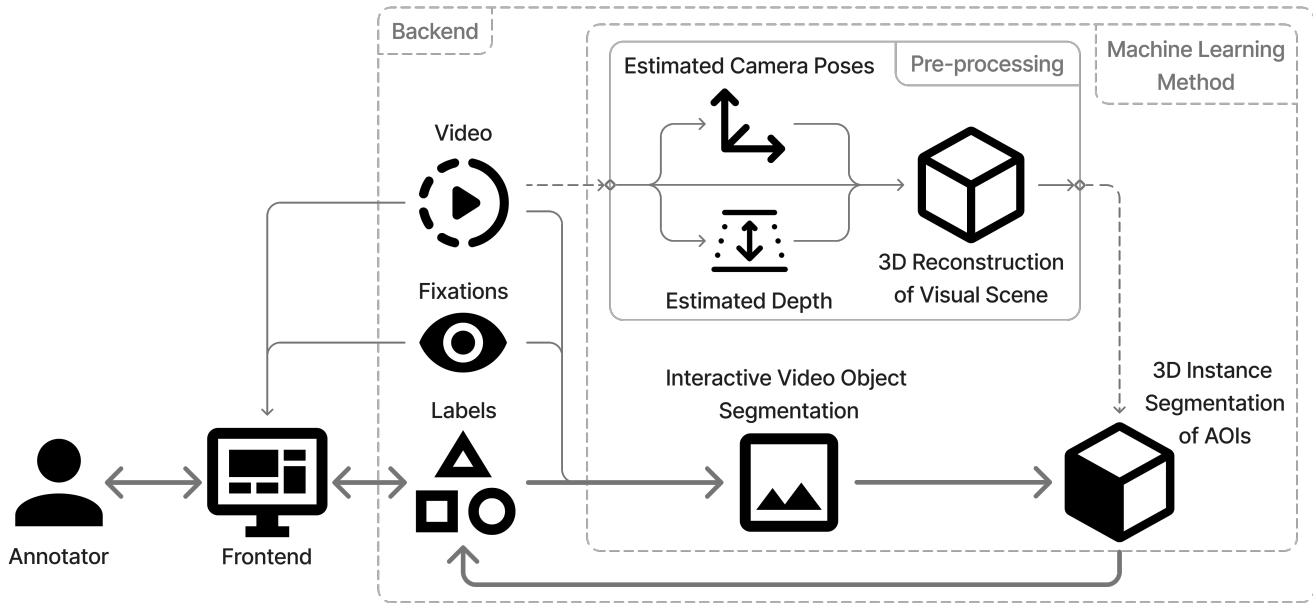 Backend
Machine Learning
Method
Pre-processing
Estimated Camera Poses
Video
Estimated Depth
3D Reconstruction
of Visual Scene
Fixations
Interactive Video Object
Segmentation
3D Instance
Segmentation
of AOIs
Labels
Annotator
Frontend